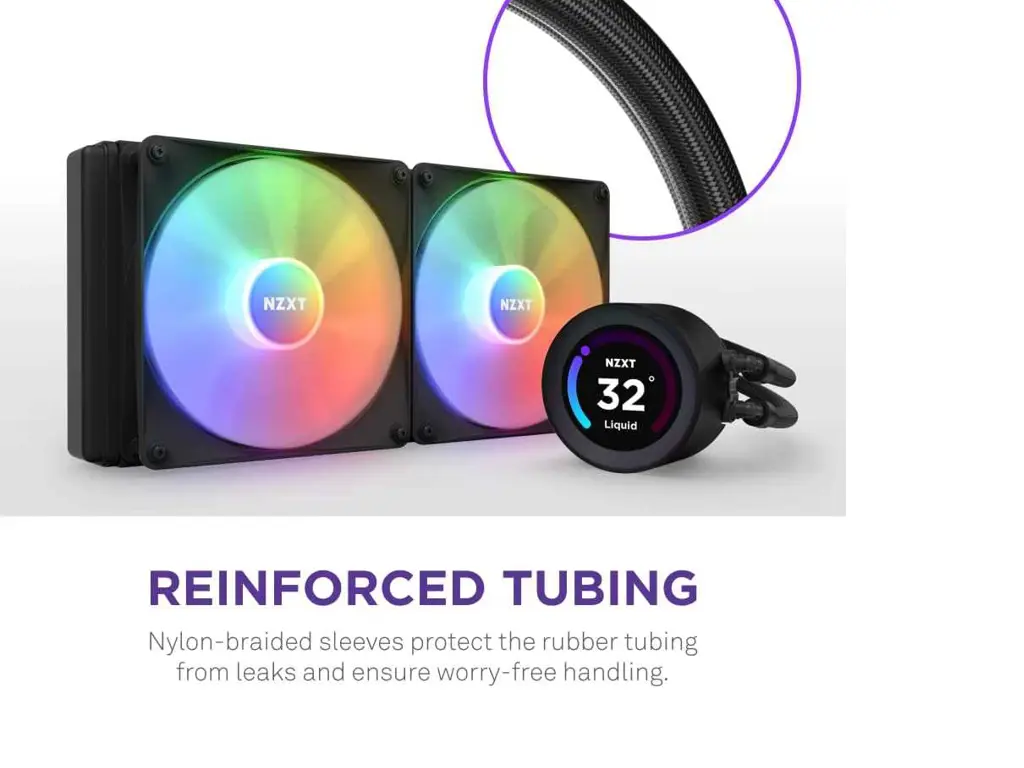 NZXT
NZXT
NZXT
32°
Liquid
REINFORCED TUBING
Nylon-braided sleeves protect the rubber tubing
from leaks and ensure worry-free handling.